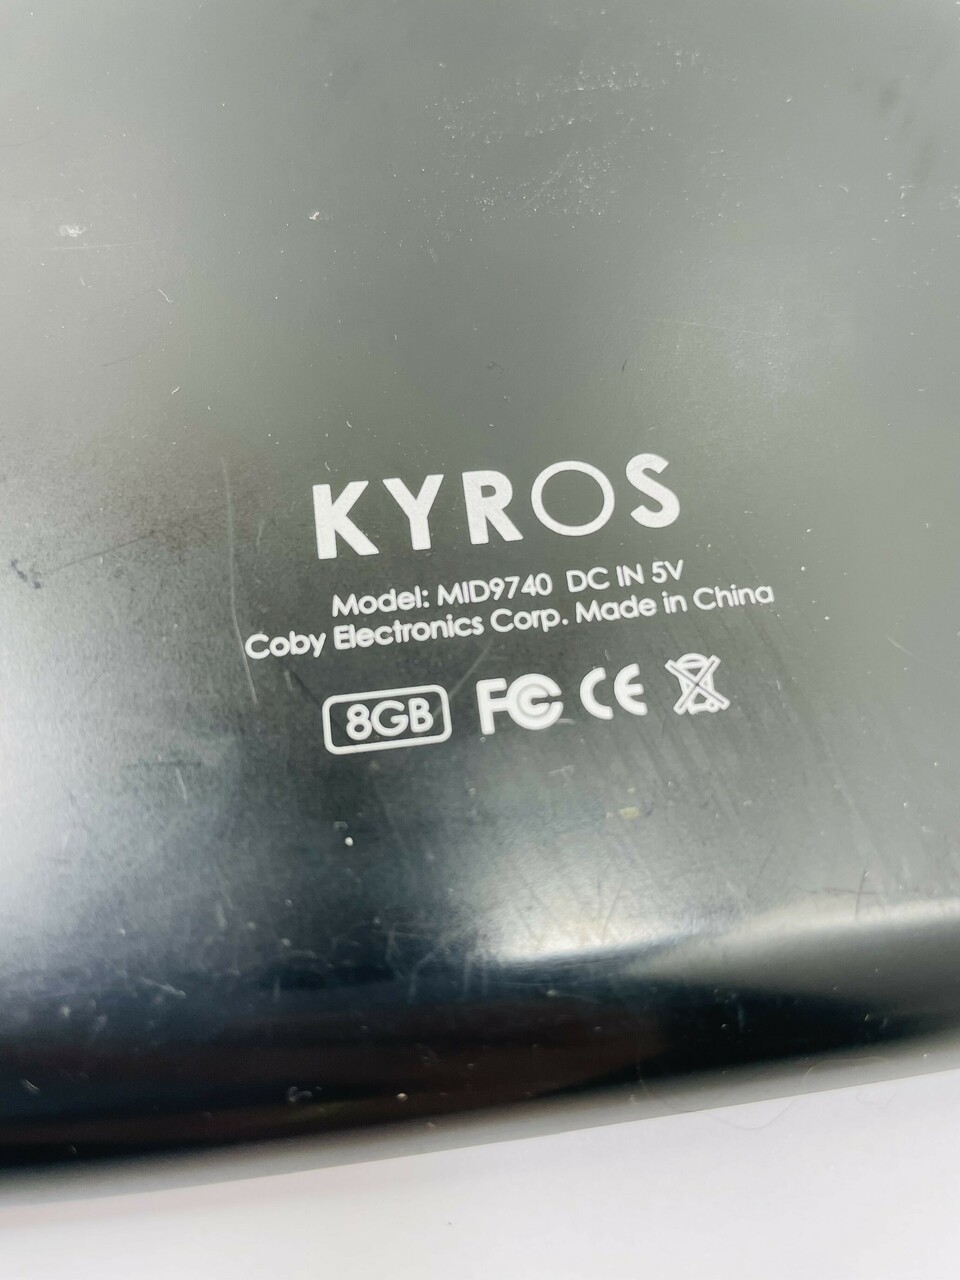 KYROS
Model: MID9740 DC IN 5V
Coby Electronics Corp. Made in China
8GB FC CE